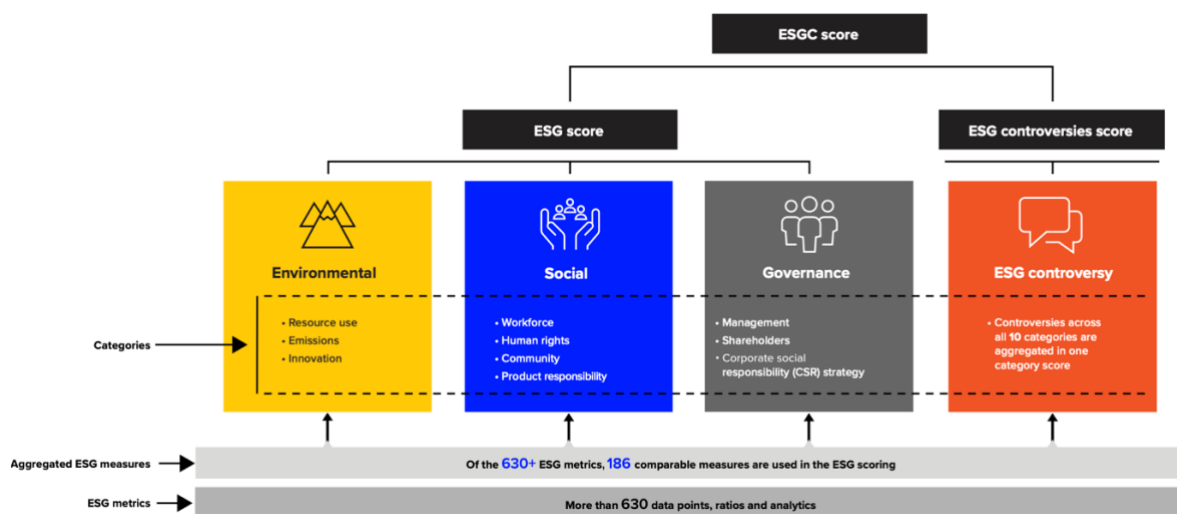 ESGC score
ESG score
ESG controversies score
Environmental
Social
Governance
ESG controversy
Categories
• Resource use
• Emissions
• Innovation
• Workforce
• Human rights
• Community
• Product responsibility
• Management
• Shareholders
• Corporate social
responsibility (CSR) strategy
• Controversies across
all 10 categories are
aggregated in one
category score
Aggregated ESG measures
Of the 630+ ESG metrics, 186 comparable measures are used in the ESG scoring
ESG metrics
More than 630 data points, ratios and analytics